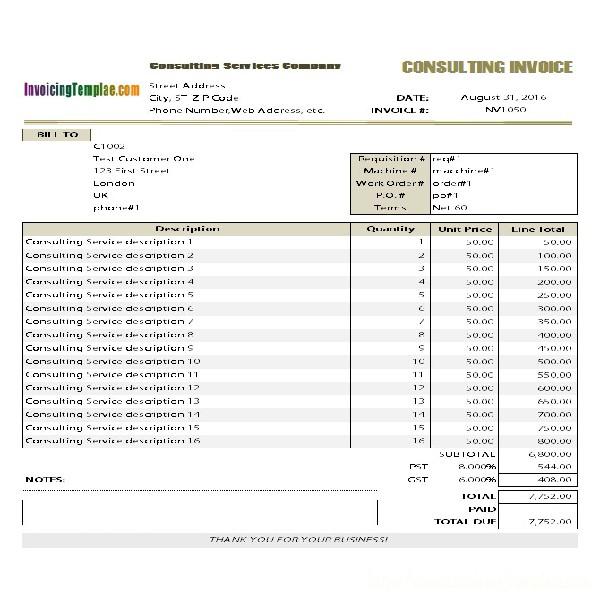 Consulting Services Company
CONSULTING INVOICE
InvoicingTemplae.com
Street Address
City, ST ZIP Code
Phone Number,Web Address, etc.
DATE: August 31, 2016
INVOICE #: NV1050
BILL TO
C1002
Test Customer One
123 First Street
London
UK
phone#1
Requisition # req#1
Machine # macchine#1
Work Order# order#1
P.O. # po#1
Terms Net 60
Description Quantity Unit Price Line Total
Consulting Service description 1 1 50.00 50.00
Consulting Service description 2 2 50.00 100.00
Consulting Service description 3 3 50.00 150.00
Consulting Service description 4 4 50.00 200.00
Consulting Service description 5 5 50.00 250.00
Consulting Service description 6 6 50.00 300.00
Consulting Service description 7 7 50.00 350.00
Consulting Service description 8 8 50.00 400.00
Consulting Service description 9 9 50.00 450.00
Consulting Service description 10 10 50.00 500.00
Consulting Service description 11 11 50.00 550.00
Consulting Service description 12 12 50.00 600.00
Consulting Service description 13 13 50.00 650.00
Consulting Service description 14 14 50.00 700.00
Consulting Service description 15 15 50.00 750.00
Consulting Service description 16 16 50.00 800.00
SUBTOTAL 6,800.00
PST 8.000% 544.00
NOTES: GST 6.000% 408.00
TOTAL 7,752.00
PAID
TOTAL DUE 7,752.00
THANK YOU FOR YOUR BUSINESS!